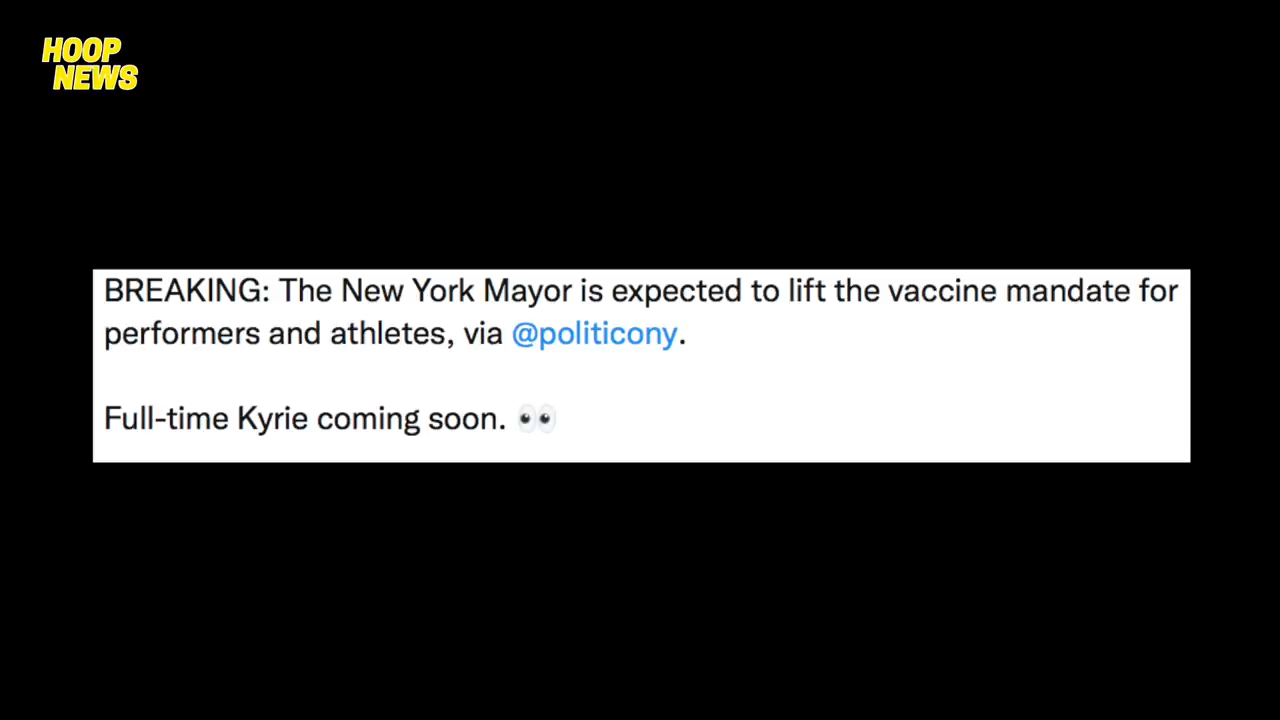 HOOP
NEWS
BREAKING: The New York Mayor is expected to lift the vaccine mandate for
performers and athletes, via @politicony.
Full-time Kyrie coming soon. 👀